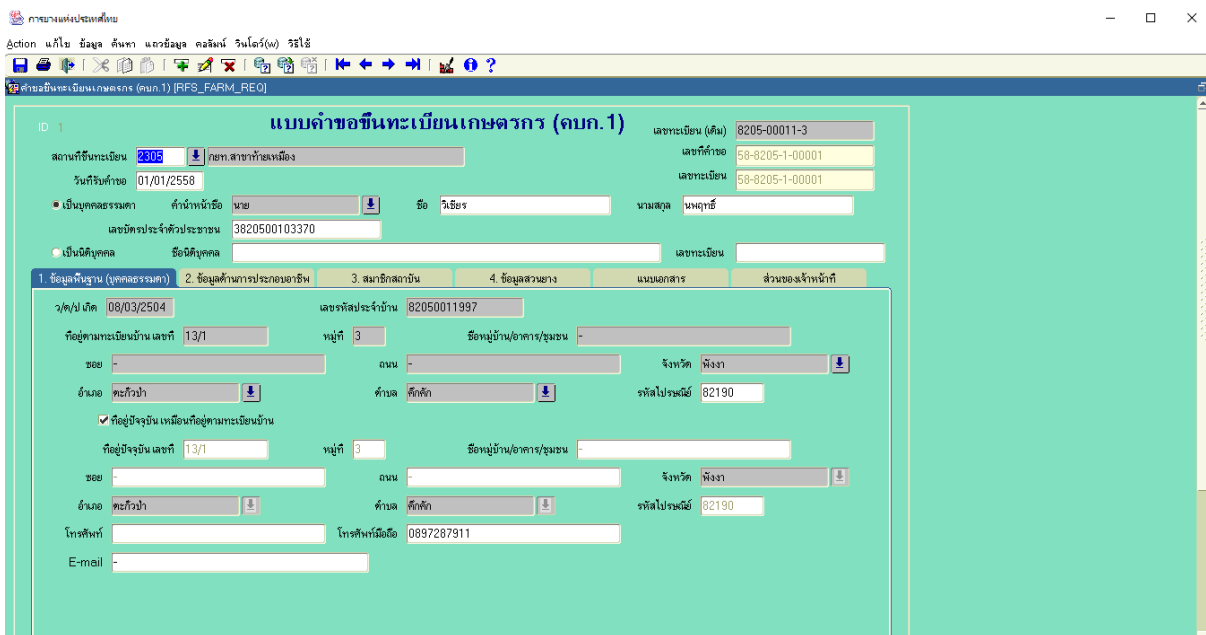 การยางแห่งประเทศไทย
Action แก้ไข ข้อมูล ค้นหา แถวข้อมูล คอลัมน์ วินโดว์(w) วิธีใช้
คำขอขึ้นทะเบียนเกษตรกร (คบก.1) [RFS_FARM_REQ]
ID 1 แบบคำขอขึ้นทะเบียนเกษตรกร (คบก.1) เลขทะเบียน (เดิม) 8205-00011-3
สถานที่ขึ้นทะเบียน 2305 กยท.สาขาท้ายเหมือง เลขที่คำขอ 58-8205-1-00001
วันที่รับคำขอ 01/01/2558 เลขทะเบียน 58-8205-1-00001
เป็นบุคคลธรรมดา คำนำหน้าชื่อ นาย ชื่อ วิเชียร นามสกุล นพฤทธิ์
เลขบัตรประจำตัวประชาชน 3820500103370
เป็นนิติบุคคล ชื่อนิติบุคคล เลขทะเบียน
1. ข้อมูลพื้นฐาน (บุคคลธรรมดา) 2. ข้อมูลด้านการประกอบอาชีพ 3. สมาชิกสถาบัน 4. ข้อมูลสวนยาง แนบเอกสาร ส่วนของเจ้าหน้าที่
ว/ด/ป เกิด 08/03/2504 เลขรหัสประจำบ้าน 82050011997
ที่อยู่ตามทะเบียนบ้าน เลขที่ 13/1 หมู่ที่ 3 ชื่อหมู่บ้าน/อาคาร/ชุมชน -
ซอย - ถนน - จังหวัด พังงา
อำเภอ ตะกั่วป่า ตำบล คึกคัก รหัสไปรษณีย์ 82190
ที่อยู่ปัจจุบัน เหมือนที่อยู่ตามทะเบียนบ้าน
ที่อยู่ปัจจุบัน เลขที่ 13/1 หมู่ที่ 3 ชื่อหมู่บ้าน/อาคาร/ชุมชน -
ซอย - ถนน - จังหวัด พังงา
อำเภอ ตะกั่วป่า ตำบล คึกคัก รหัสไปรษณีย์ 82190
โทรศัพท์ โทรศัพท์มือถือ 0897287911
E-mail -